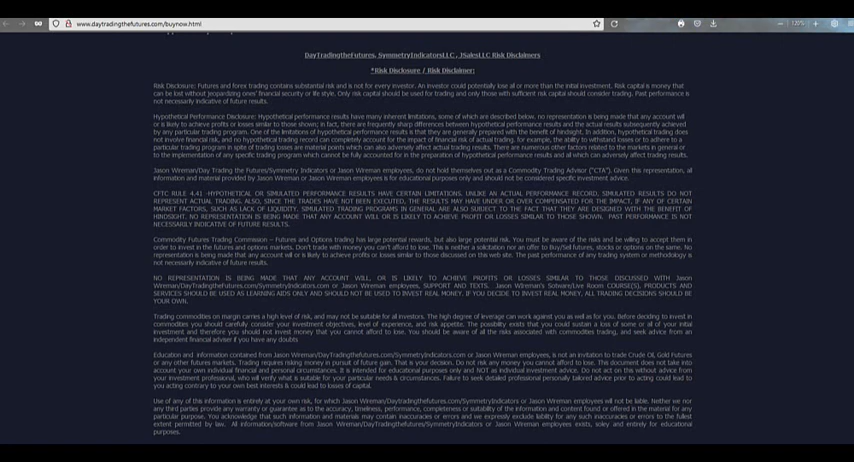 www.daytradingthefutures.com/buynow.html
120%
DayTradingtheFutures, SymmetryIndicatorsLLC , JSalesLLC Risk Disclaimers
*Risk Disclosure / Risk Disclaimer:
Risk Disclosure: Futures and forex trading contains substantial risk and is not for every investor. An investor could potentially lose all or more than the initial investment. Risk capital is money that
can be lost without jeopardizing ones' financial security or life style. Only risk capital should be used for trading and only those with sufficient risk capital should consider trading. Past performance is
not necessarily indicative of future results.
Hypothetical Performance Disclosure: Hypothetical performance results have many inherent limitations, some of which are described below. no representation is being made that any account will
or is likely to achieve profits or losses similar to those shown; in fact, there are frequently sharp differences between hypothetical performance results and the actual results subsequently achieved
by any particular trading program. One of the limitations of hypothetical performance results is that they are generally prepared with the benefit of hindsight. In addition, hypothetical trading does
not involve financial risk, and no hypothetical trading record can completely account for the impact of financial risk of actual trading. for example, the ability to withstand losses or to adhere to a
particular trading program in spite of trading losses are material points which can also adversely affect actual trading results. There are numerous other factors related to the markets in general or
to the implementation of any specific trading program which cannot be fully accounted for in the preparation of hypothetical performance results and all which can adversely affect trading results.
Jason Wireman/Day Trading the Futures/Symmetry Indicators or Jason Wireman employees, do not hold themselves out as a Commodity Trading Advisor ("CTA"). Given this representation, all
information and material provided by Jason Wireman or Jason Wireman employees is for educational purposes only and should not be considered specific investment advice.
CFTC RULE 4.41 -HYPOTHETICAL OR SIMULATED PERFORMANCE RESULTS HAVE CERTAIN LIMITATIONS. UNLIKE AN ACTUAL PERFORMANCE RECORD, SIMULATED RESULTS DO NOT
REPRESENT ACTUAL TRADING. ALSO, SINCE THE TRADES HAVE NOT BEEN EXECUTED, THE RESULTS MAY HAVE UNDER OR OVER COMPENSATED FOR THE IMPACT, IF ANY OF CERTAIN
MARKET FACTORS, SUCH AS LACK OF LIQUIDITY. SIMULATED TRADING PROGRAMS IN GENERAL ARE ALSO SUBJECT TO THE FACT THAT THEY ARE DESIGNED WITH THE BENEFIT OF
HINDSIGHT. NO REPRESENTATION IS BEING MADE THAT ANY ACCOUNT WILL OR IS LIKELY TO ACHIEVE PROFIT OR LOSSES SIMILAR TO THOSE SHOWN. PAST PERFORMANCE IS NOT
NECESSARILY INDICATIVE OF FUTURE RESULTS.
Commodity Futures Trading Commission – Futures and Options trading has large potential rewards, but also large potential risk. You must be aware of the risks and be willing to accept them in
order to invest in the futures and options markets. Don't trade with money you can't afford to lose. This is neither a solicitation nor an offer to Buy/Sell futures, stocks or options on the same. No
representation is being made that any account will or is likely to achieve profits or losses similar to those discussed on this web site. The past performance of any trading system or methodology is
not necessarily indicative of future results.
NO REPRESENTATION IS BEING MADE THAT ANY ACCOUNT WILL, OR IS LIKELY TO ACHIEVE PROFITS OR LOSSES SIMILAR TO THOSE DISCUSSED WITH Jason
Wireman/DayTradingthefutures.com/SymmetryIndicators.com or Jason Wireman employees, SUPPORT AND TEXTS. Jason Wireman's Sotware/Live Room COURSE(S), PRODUCTS AND
SERVICES SHOULD BE USED AS LEARNING AIDS ONLY AND SHOULD NOT BE USED TO INVEST REAL MONEY. IF YOU DECIDE TO INVEST REAL MONEY, ALL TRADING DECISIONS SHOULD BE
YOUR OWN.
Trading commodities on margin carries a high level of risk, and may not be suitable for all investors. The high degree of leverage can work against you as well as for you. Before deciding to invest in
commodities you should carefully consider your investment objectives, level of experience, and risk appetite. The possibility exists that you could sustain a loss of some or all of your initial
investment and therefore you should not invest money that you cannot afford to lose. You should be aware of all the risks associated with commodities trading, and seek advice from an
independent financial adviser if you have any doubts
Education and information contained from Jason Wireman/DayTradingthefutures.com/SymmetryIndicators.com or Jason Wireman employees, is not an invitation to trade Crude Oil, Gold Futures
or any other futures markets. Trading requires risking money in pursuit of future gain. That is your decision. Do not risk any money you cannot afford to lose. This document does not take into
account your own individual financial and personal circumstances. It is intended for educational purposes only and NOT as individual investment advice. Do not act on this without advice from
your investment professional, who will verify what is suitable for your particular needs & circumstances. Failure to seek detailed professional personally tailored advice prior to acting could lead to
you acting contrary to your own best interests & could lead to losses of capital.
Use of any of this information is entirely at your own risk, for which Jason Wireman/Daytradingthefutures.com/SymmetryIndicators or Jason Wireman employees will not be liable. Neither we nor
any third parties provide any warranty or guarantee as to the accuracy, timeliness, performance, completeness or suitability of the information and content found or offered in the material for any
particular purpose. You acknowledge that such information and materials may contain inaccuracies or errors and we expressly exclude liability for any such inaccuracies or errors to the fullest
extent permitted by law. All information/software from Jason Wireman/DayTradingthefutures/SymmetryIndicators or Jason Wireman employees exists, soley and entirely for educational
purposes.